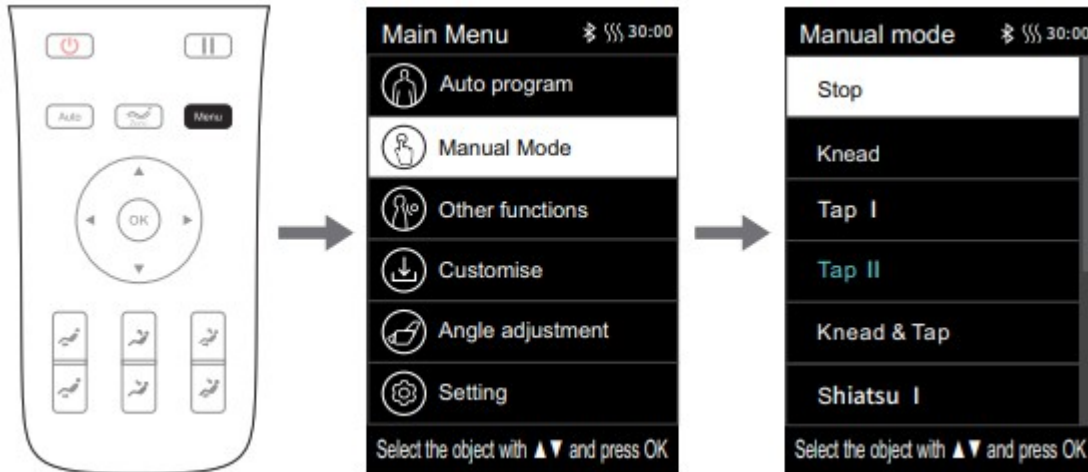 Auto
Menu
OK
Main Menu 30:00
Auto program
Manual Mode
Other functions
Customise
Angle adjustment
Setting
Select the object with ▲▼ and press OK
Manual mode 30:00
Stop
Knead
Tap I
Tap II
Knead & Tap
Shiatsu I
Select the object with ▲▼ and press OK